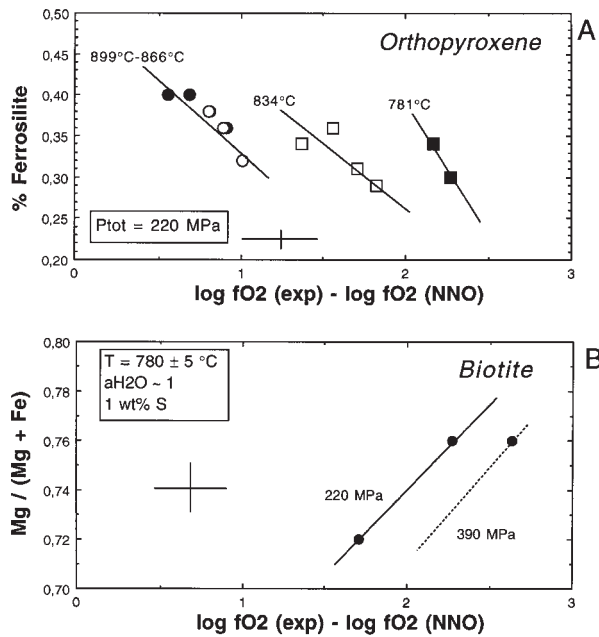 A
Orthopyroxene
% Ferrosilite
0,50
0,45
0,40
0,35
0,30
0,25
0,20
899°C-866°C
834°C
781°C
Ptot = 220 MPa
0
1
2
3
log fO2 (exp) - log fO2 (NNO)
B
Biotite
Mg / (Mg + Fe)
0,80
0,78
0,76
0,74
0,72
0,70
T = 780 ± 5 °C
aH2O ~ 1
1 wt% S
220 MPa
390 MPa
0
1
2
3
log fO2 (exp) - log fO2 (NNO)